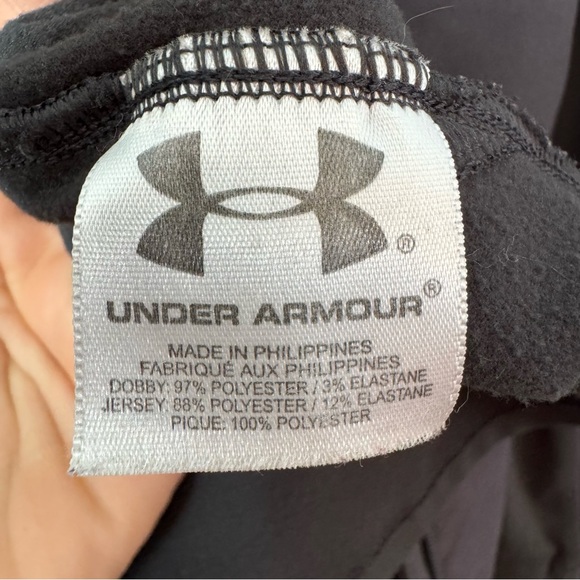 ®
UNDER ARMOUR®
MADE IN PHILIPPINES
FABRIQUÉ AUX PHILIPPINES
DOBBY: 97% POLYESTER / 3% ELASTANE
JERSEY: 88% POLYESTER / 12% ELASTANE
PIQUE: 100% POLYESTER